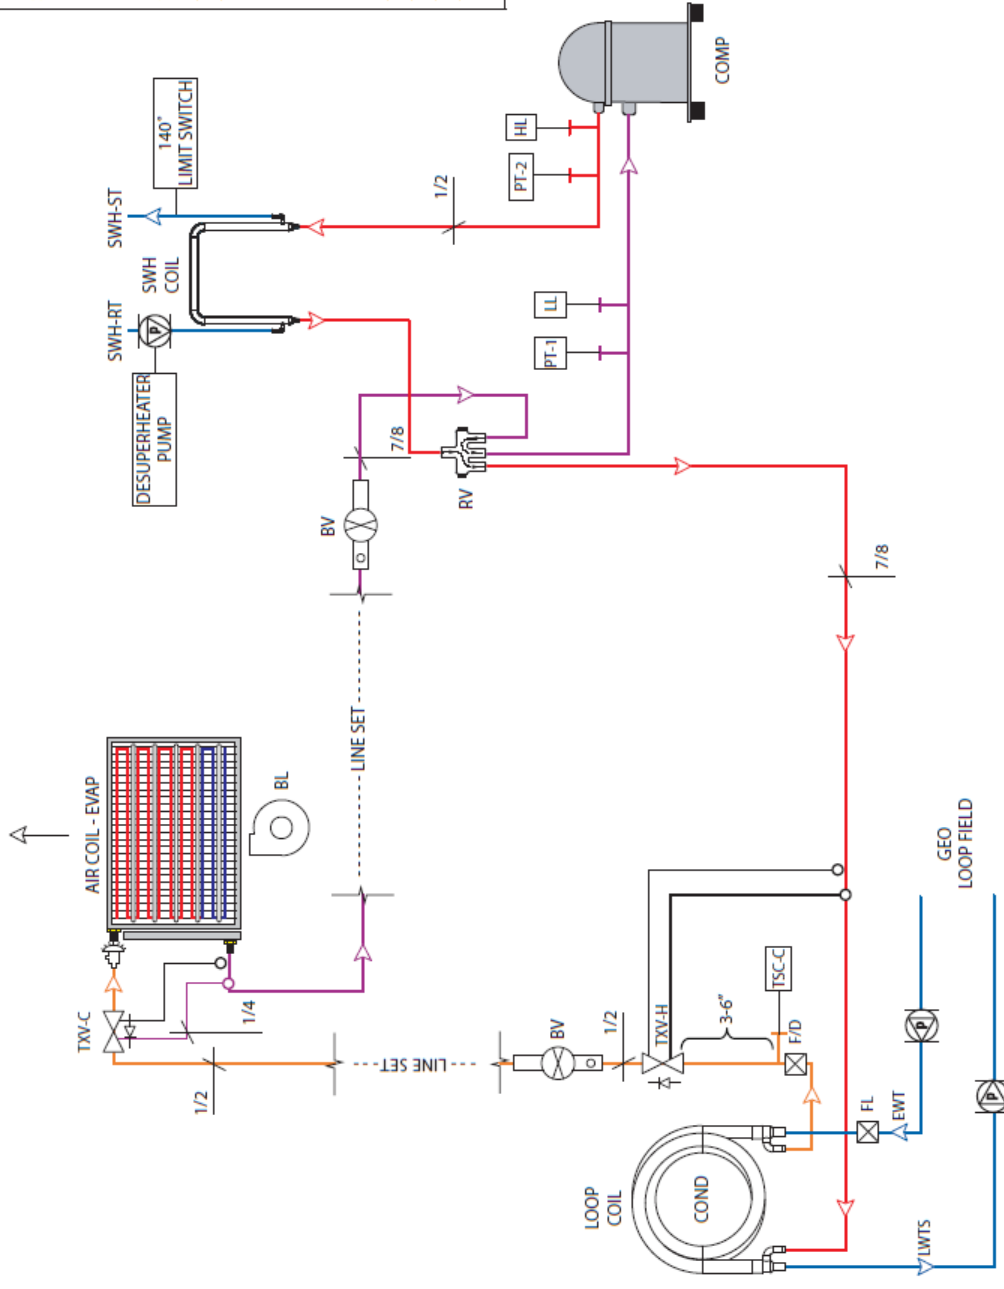 COMP
140°
LIMIT SWITCH
HL
PT-2
1/2
SWH-ST
SWH
COIL
SWH-RT
P
DESUPERHEATER
PUMP
LL
PT-1
7/8
RV
BV
7/8
LINE SET
AIR COIL - EVAP
BL
GEO
LOOP FIELD
TXV-C
1/4
1/2
LINE SET
BV
1/2
TXV-H
3-6"
TSC-C
F/D
P
P
FL
EWT
LOOP
COIL
COND
LWTS